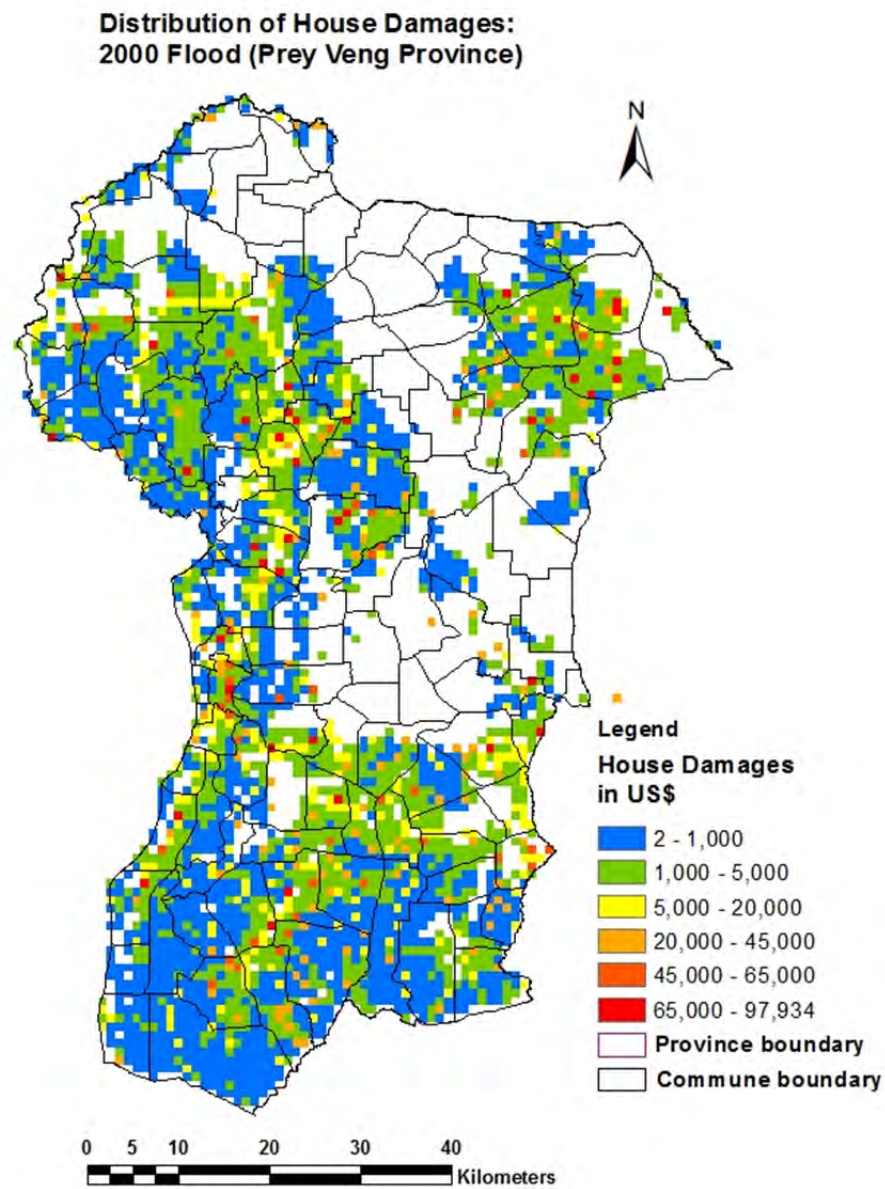 Distribution of House Damages:
2000 Flood (Prey Veng Province)
N
Legend
House Damages
in US$
2 - 1,000
1,000 - 5,000
5,000 - 20,000
20,000 - 45,000
45,000 - 65,000
65,000 - 97,934
Province boundary
Commune boundary
0 5 10 20 30 40
Kilometers